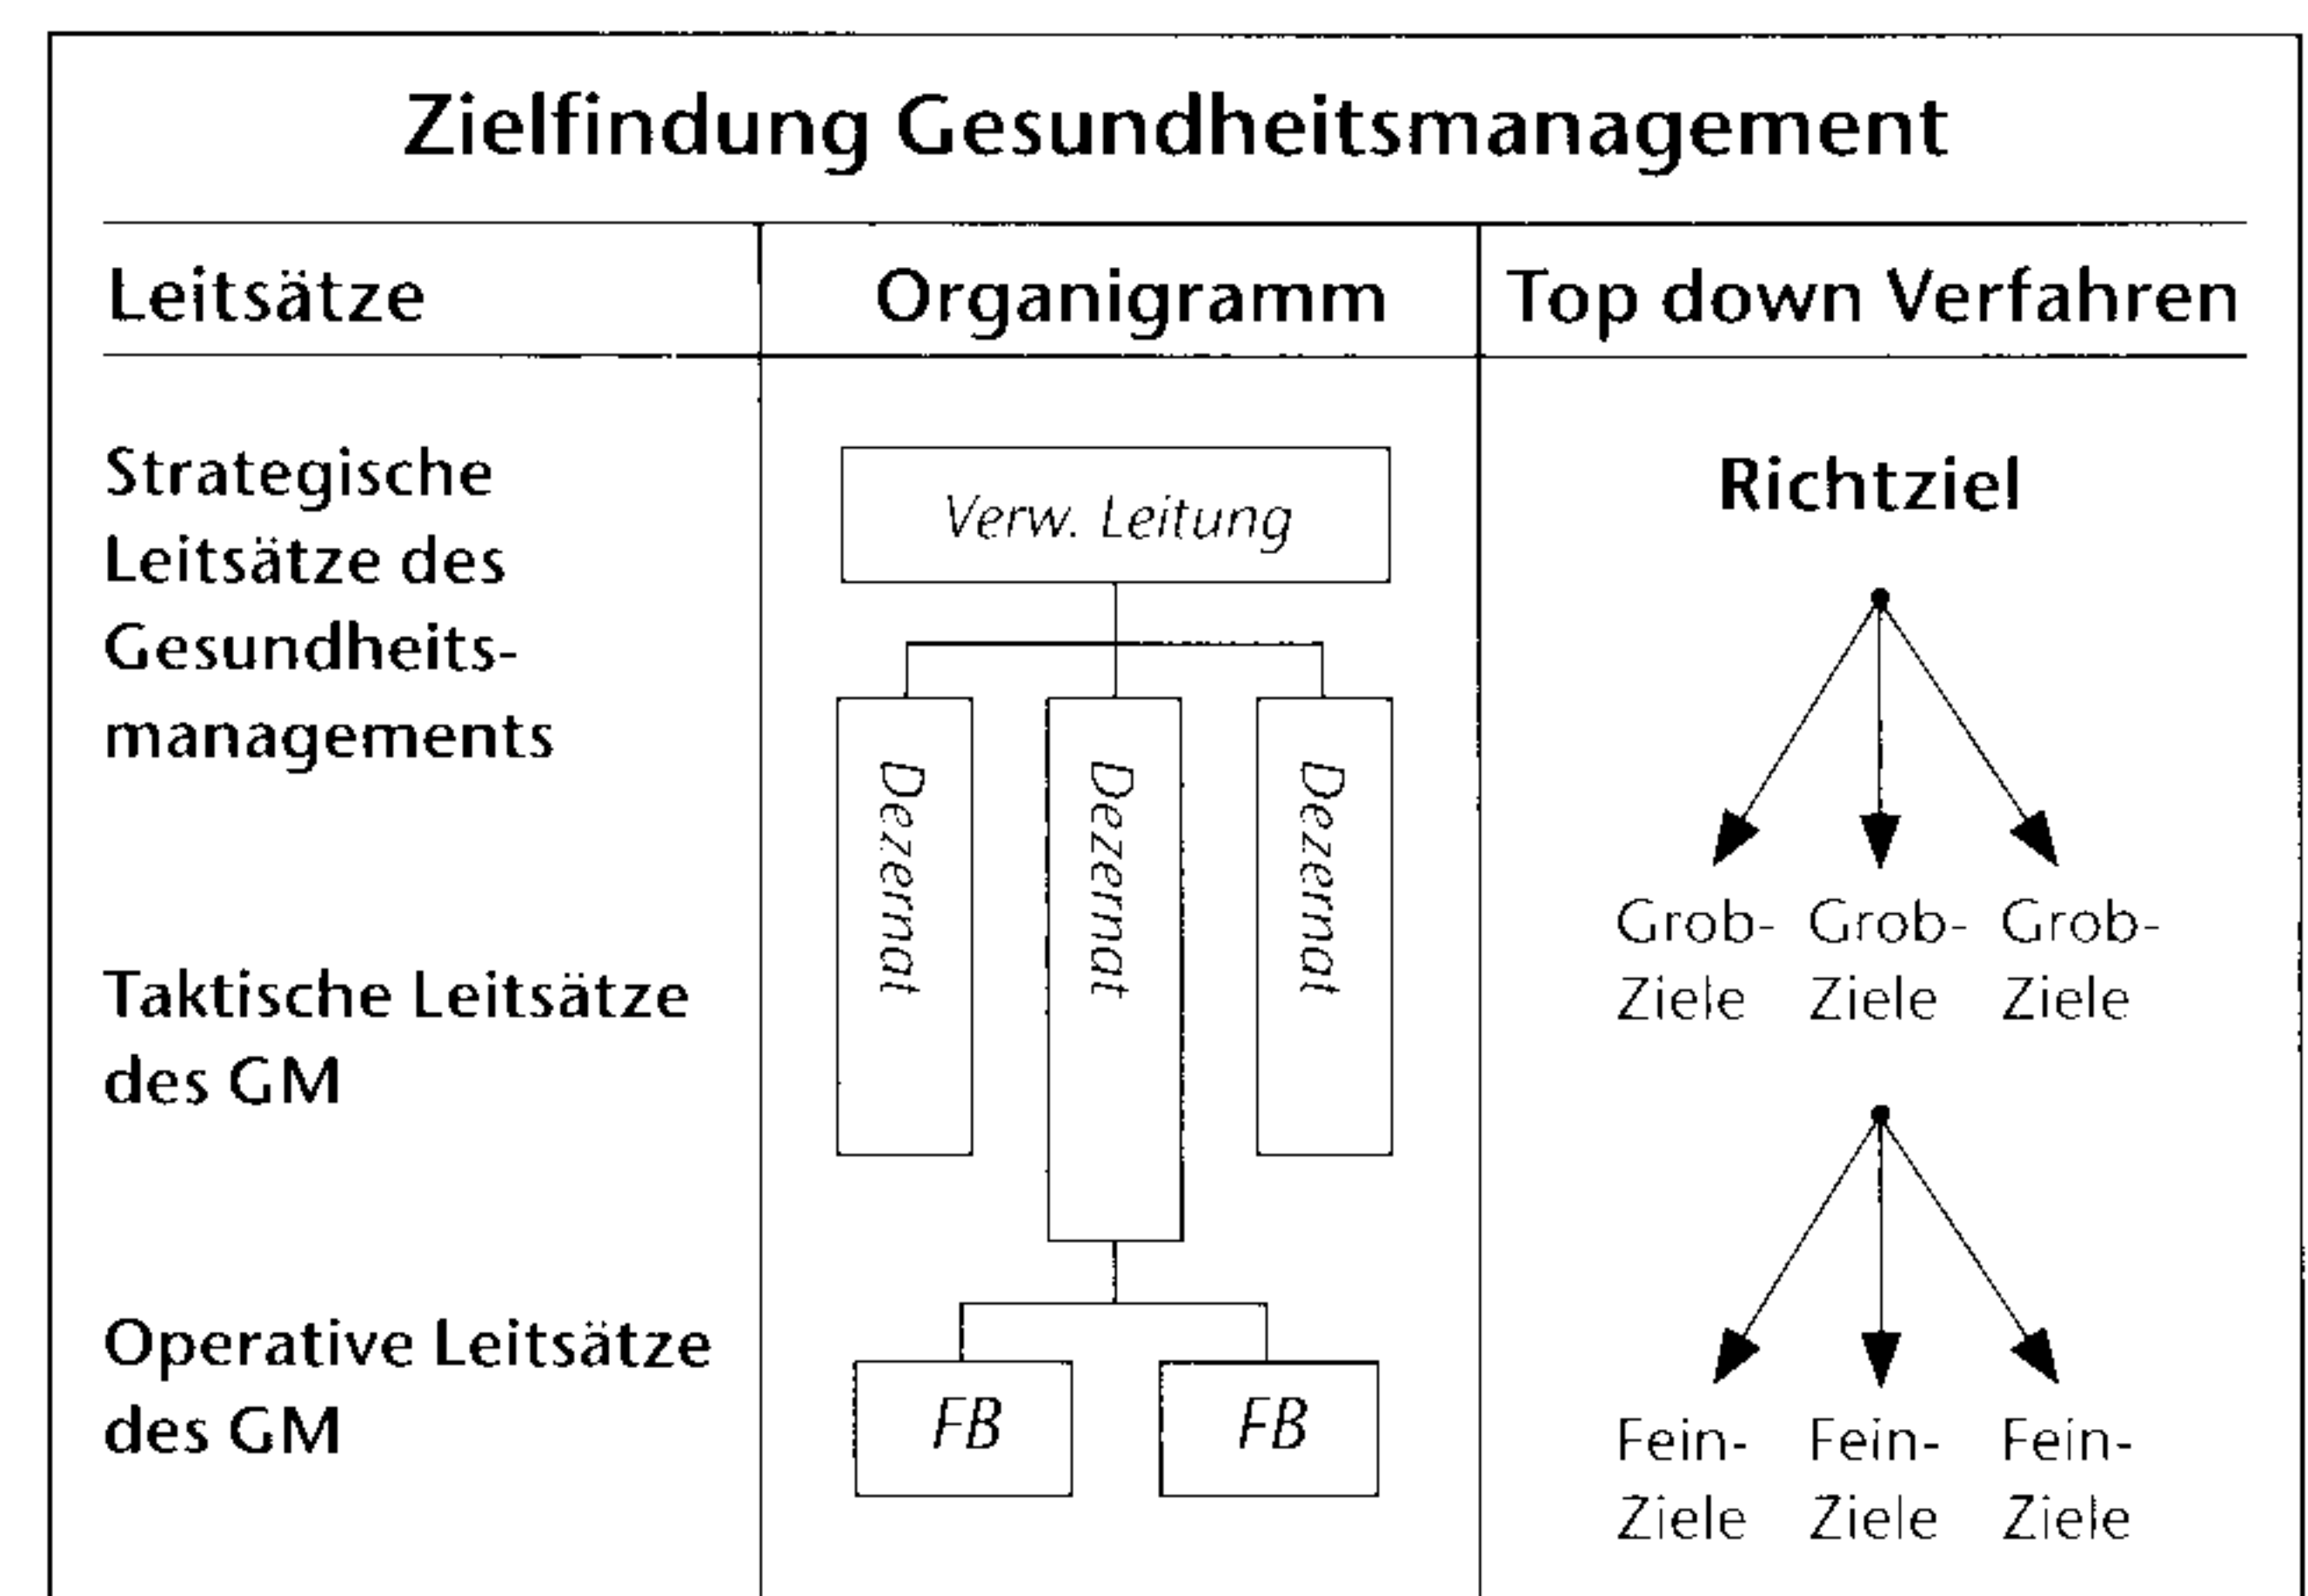 Zielfindung Gesundheitsmanagement
Leitsätze
Organigramm
Top down Verfahren
Strategische
Leitsätze des
Gesundheits-
managements
Taktische Leitsätze
des GM
Operative Leitsätze
des GM
Verw. Leitung
Dezernat
Dezernat
Dezernat
FB
FB
Richtziel
Grob- Grob- Grob-
Ziele Ziele Ziele
Fein- Fein- Fein-
Ziele Ziele Ziele